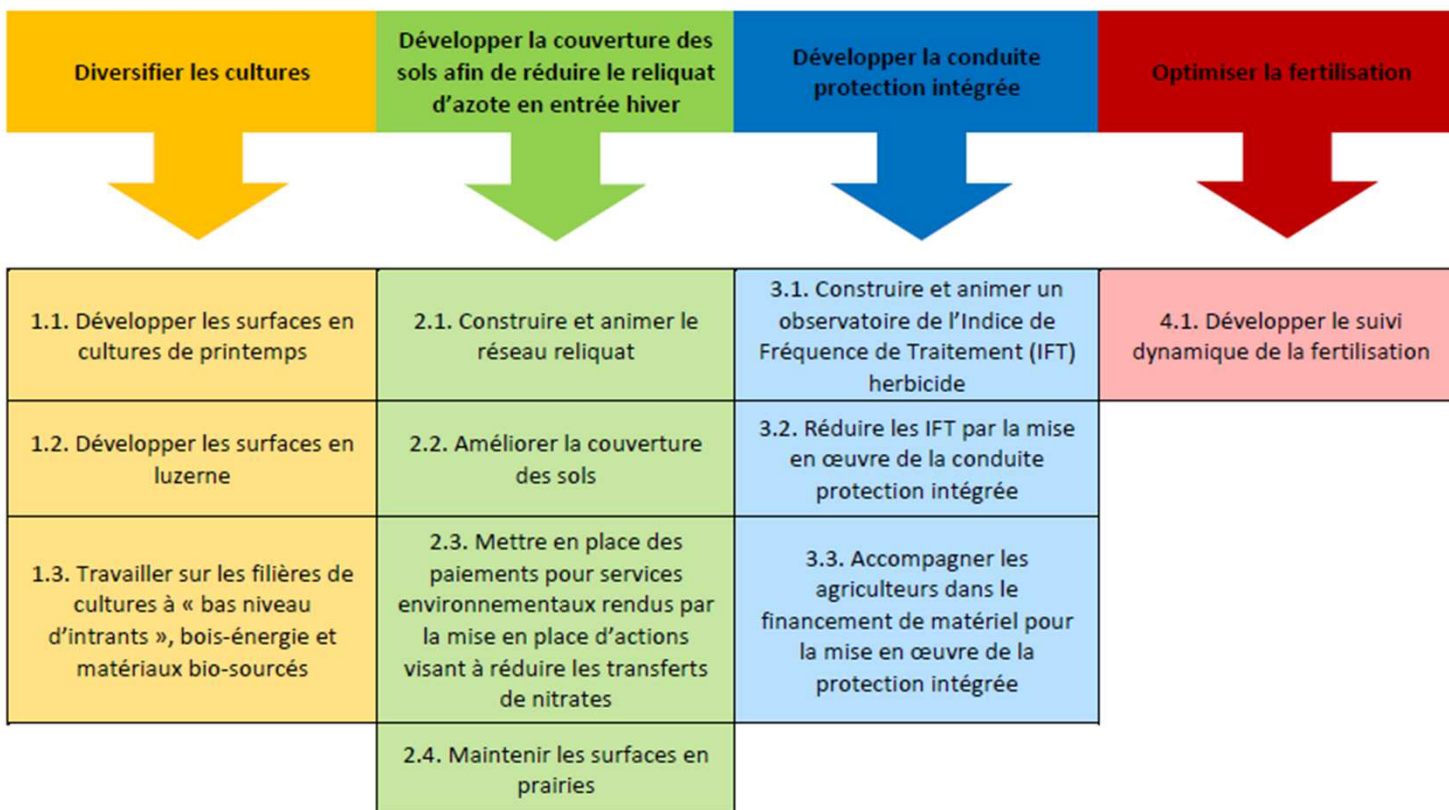 Diversifier les cultures
Développer la couverture des
sols afin de réduire le reliquat
d'azote en entrée hiver
Développer la conduite
protection intégrée
Optimiser la fertilisation
1.1. Développer les surfaces en
cultures de printemps
2.1. Construire et animer le
réseau reliquat
3.1. Construire et animer un
observatoire de l'Indice de
Fréquence de Traitement (IFT)
herbicide
4.1. Développer le suivi
dynamique de la fertilisation
1.2. Développer les surfaces en
luzerne
2.2. Améliorer la couverture
des sols
3.2. Réduire les IFT par la mise
en œuvre de la conduite
protection intégrée
1.3. Travailler sur les filières de
cultures à « bas niveau
d'intrants », bois-énergie et
matériaux bio-sourcés
2.3. Mettre en place des
paiements pour services
environnementaux rendus par
la mise en place d'actions
visant à réduire les transferts
de nitrates
3.3. Accompagner les
agriculteurs dans le
financement de matériel pour
la mise en œuvre de la
protection intégrée
2.4. Maintenir les surfaces en
prairies